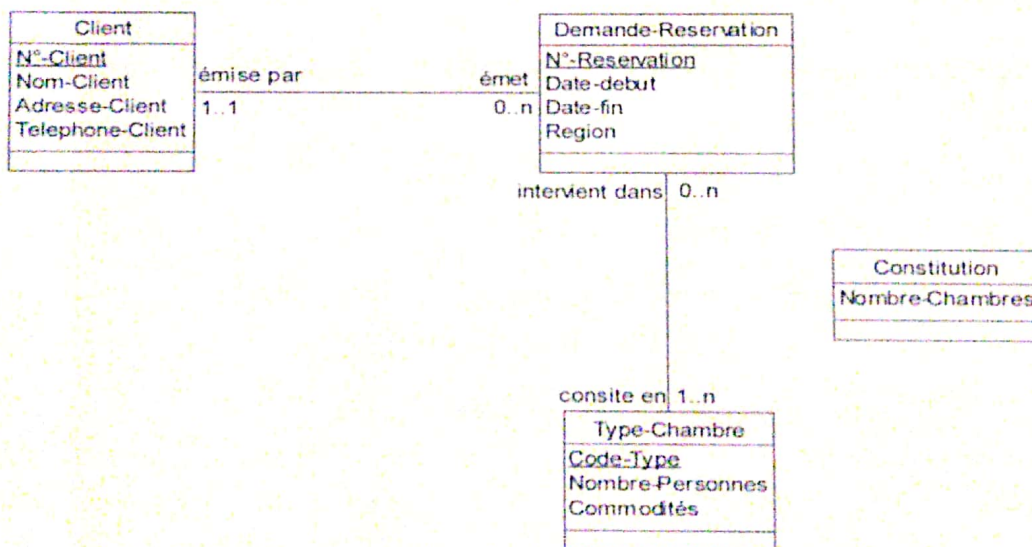 Client
N°-Client
Nom-Client
Adresse-Client
Telephone-Client
émise par
1..1
émet
0..n
Demande-Reservation
N°-Reservation
Date-debut
Date-fin
Region
intervient dans 0..n
Constitution
Nombre-Chambres
consite en 1..n
Type-Chambre
Code-Type
Nombre-Personnes
Commodités